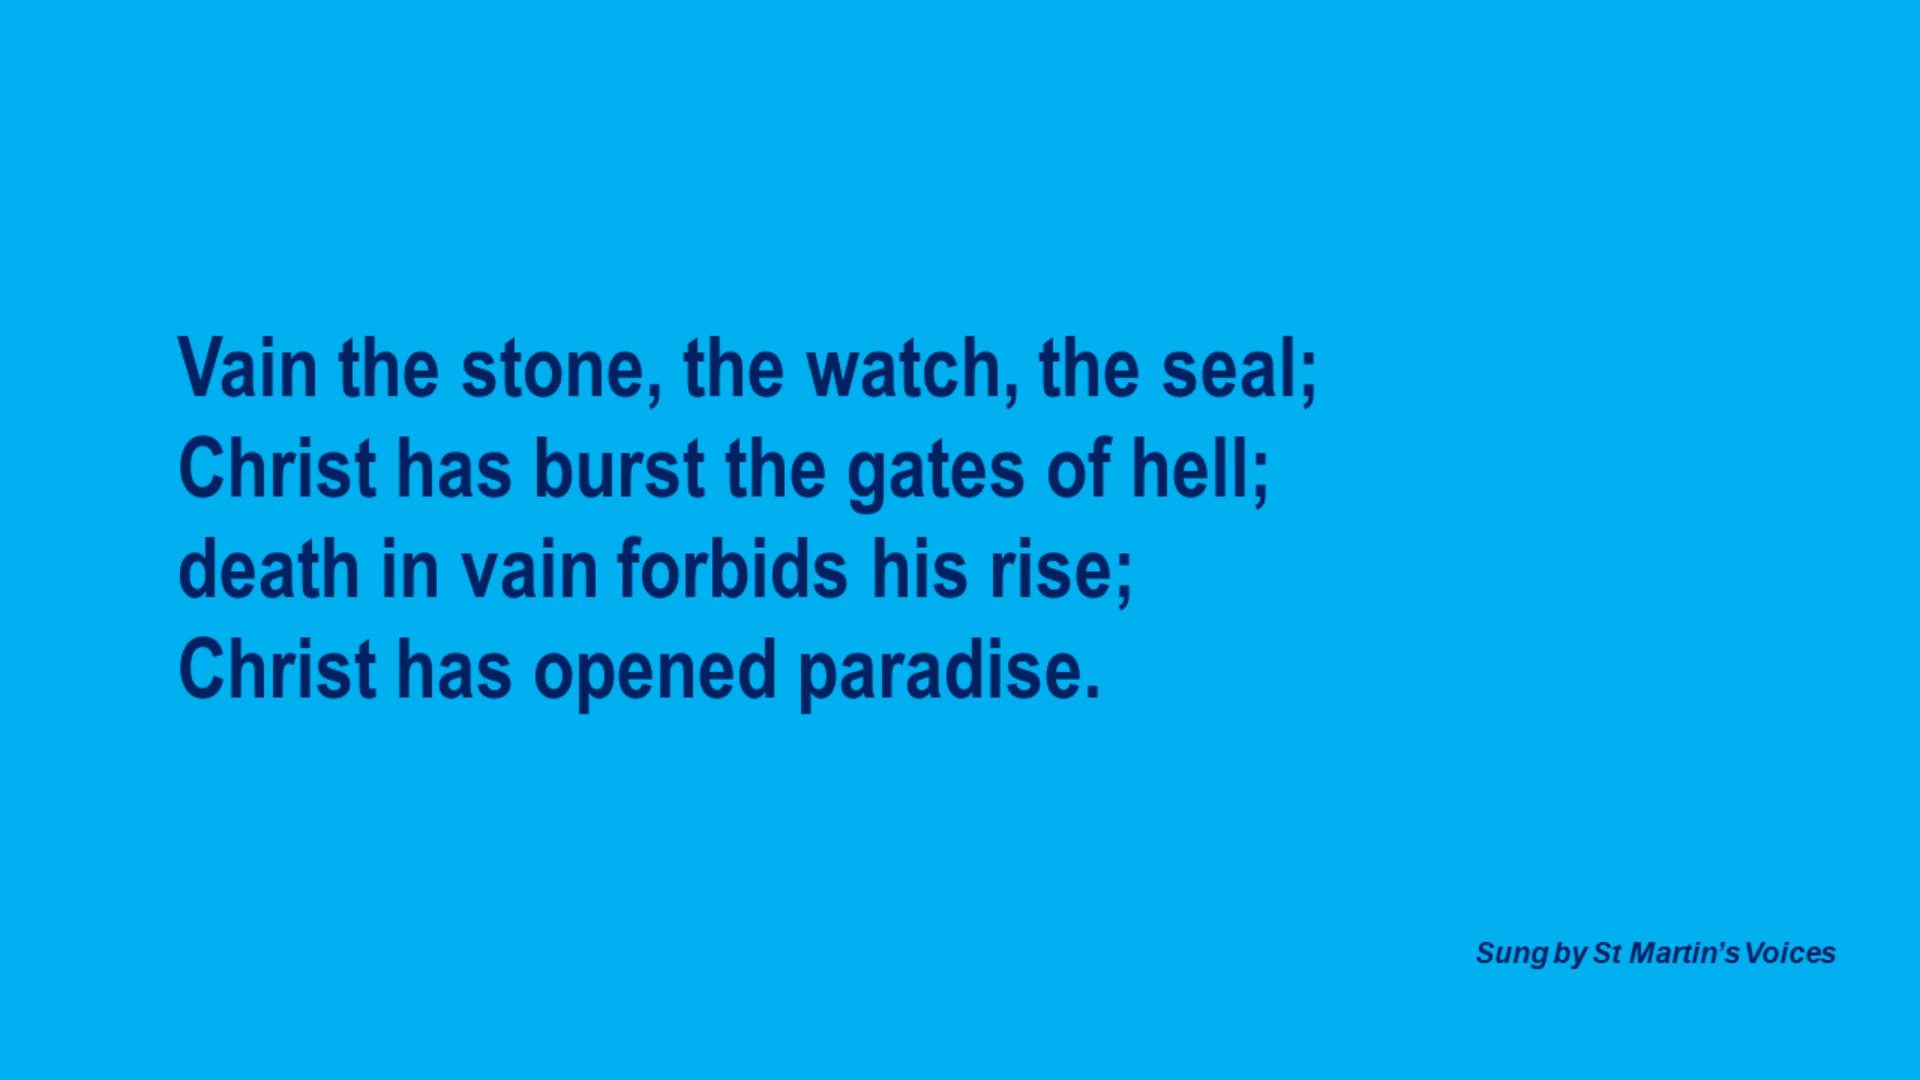 Vain the stone, the watch, the seal;
Christ has burst the gates of hell;
death in vain forbids his rise;
Christ has opened paradise.
Sung by St Martin's Voices